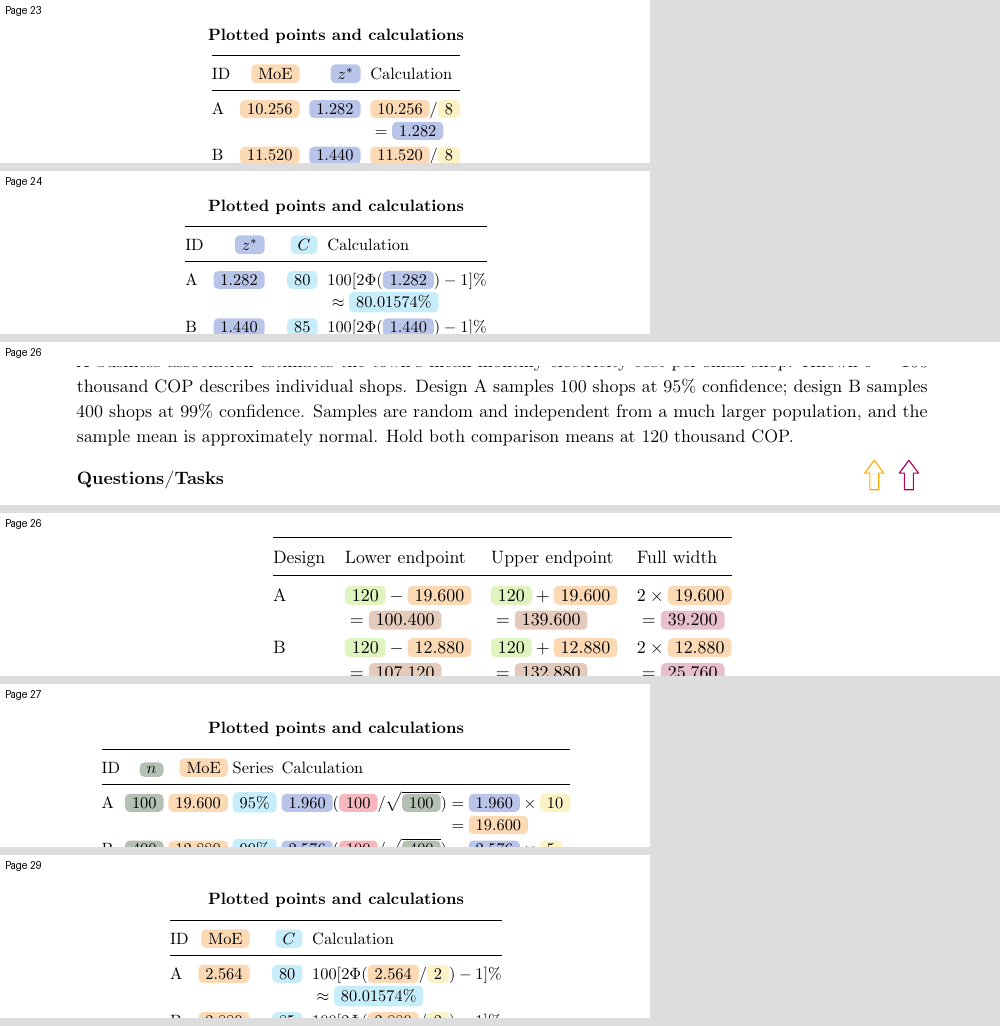 Page 23
Plotted points and calculations
ID MoE z* Calculation
A 10.256 1.282 10.256 / 8
= 1.282
B 11.520 1.440 11.520 / 8
Page 24
Plotted points and calculations
ID z* C Calculation
A 1.282 80 100[2Φ( 1.282 ) − 1]%
≈ 80.01574%
B 1.440 85 100[2Φ( 1.440 ) − 1]%
Page 26
thousand COP describes individual shops. Design A samples 100 shops at 95% confidence; design B samples
400 shops at 99% confidence. Samples are random and independent from a much larger population, and the
sample mean is approximately normal. Hold both comparison means at 120 thousand COP.
Questions/Tasks
Page 26
Design Lower endpoint Upper endpoint Full width
A 120 − 19.600 120 + 19.600 2 × 19.600
= 100.400 = 139.600 = 39.200
B 120 − 12.880 120 + 12.880 2 × 12.880
= 107.120 = 132.880 = 25.760
Page 27
Plotted points and calculations
ID n MoE Series Calculation
A 100 19.600 95% 1.960 ( 100 /√ 100 ) = 1.960 × 10
= 19.600
Page 29
Plotted points and calculations
ID MoE C Calculation
A 2.564 80 100[2Φ( 2.564 / 2 ) − 1]%
≈ 80.01574%